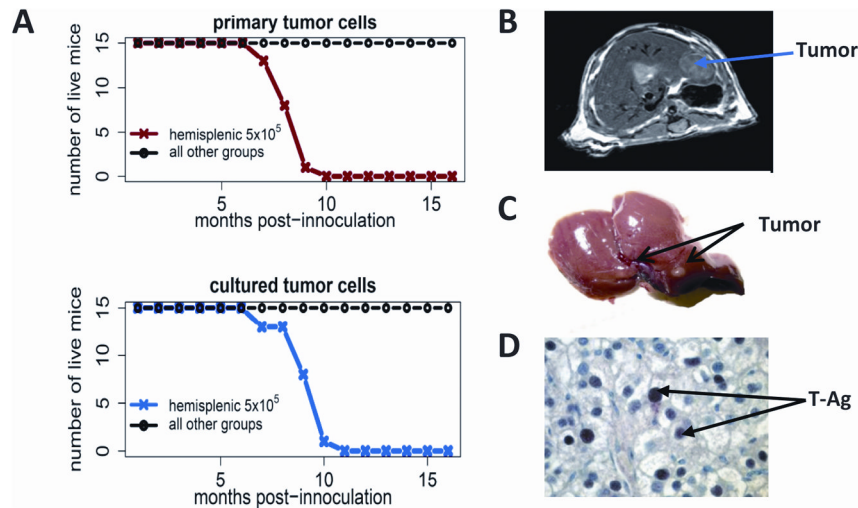 A
primary tumor cells
number of live mice
15
10
5
0
hemisplenic 5x10⁵
all other groups
5
10
15
months post−innoculation
cultured tumor cells
number of live mice
15
10
5
0
hemisplenic 5x10⁵
all other groups
5
10
15
months post−innoculation
B
Tumor
C
Tumor
D
T-Ag